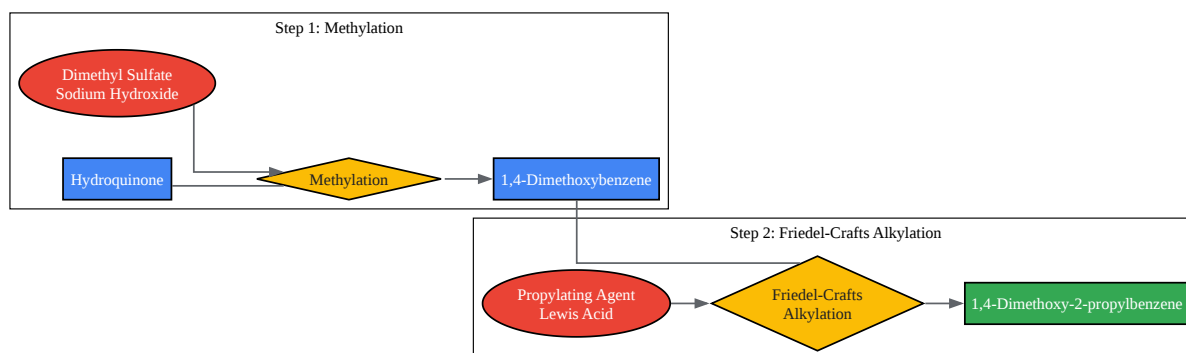 Step 1: Methylation
Dimethyl Sulfate
Sodium Hydroxide
Hydroquinone
Methylation
1,4-Dimethoxybenzene
Step 2: Friedel-Crafts Alkylation
Propylating Agent
Lewis Acid
Friedel-Crafts
Alkylation
1,4-Dimethoxy-2-propylbenzene